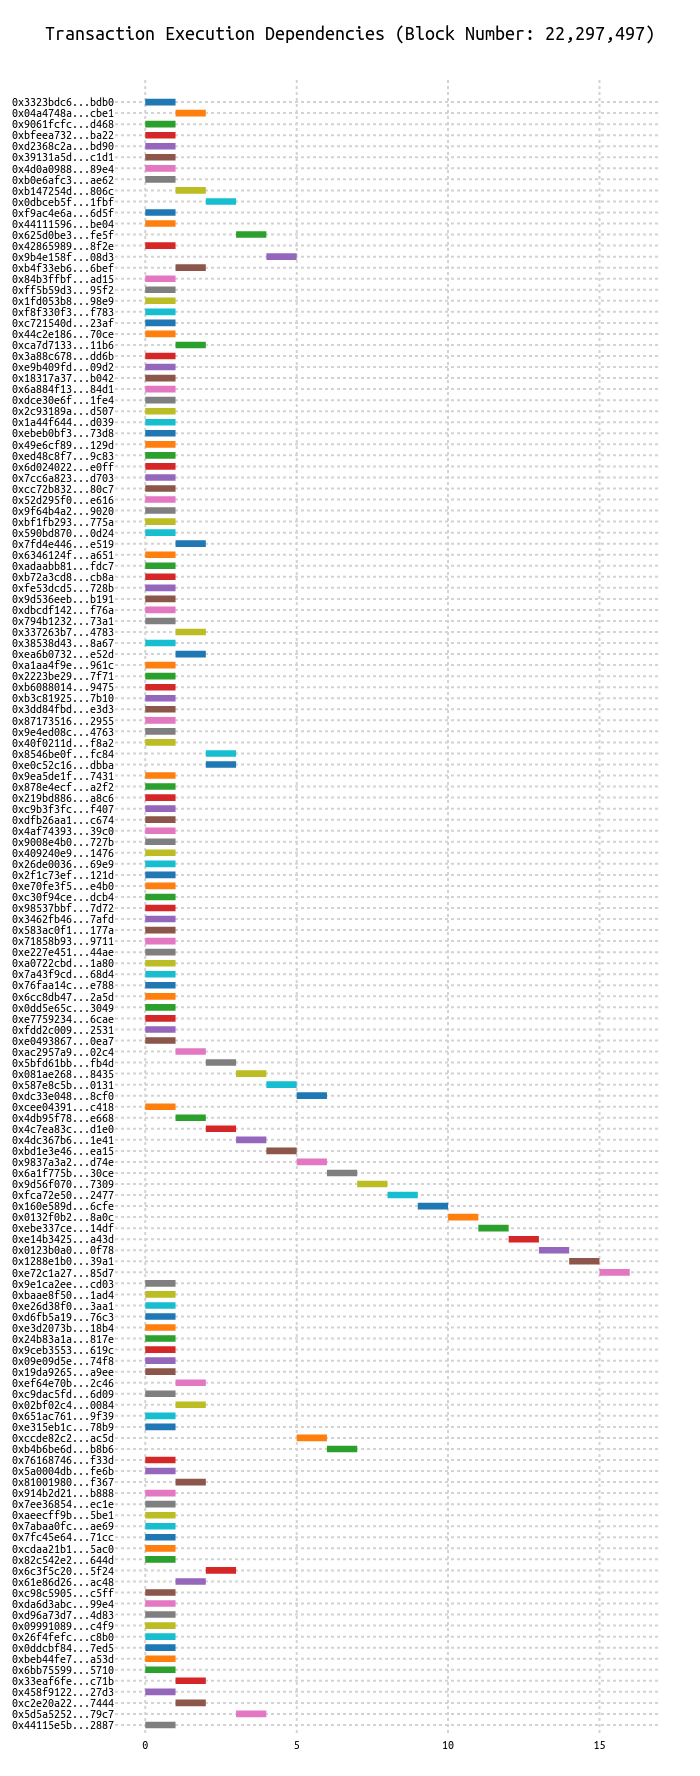 Transaction Execution Dependencies (Block Number: 22,297,497)
0x3323bdc6...bdb0
0x04a4748a...cbe1
0x9061fcfc...d468
0xbfeea732...ba22
0xd2368c2a...bd90
0x39131a5d...c1d1
0x4d0a0988...89e4
0xb0e6afc3...ae62
0xb147254d...806c
0x0dbceb5f...1fbf
0xf9ac4e6a...6d5f
0x44111596...be04
0x625d0be3...fe5f
0x42865989...8f2e
0x9b4e158f...08d3
0xb4f33eb6...6bef
0x84b3ffbf...ad15
0xff5b59d3...95f2
0x1fd053b8...98e9
0xf8f330f3...f783
0xc721540d...23af
0x44c2e186...70ce
0xca7d7133...11b6
0x3a88c678...dd6b
0xe9b409fd...09d2
0x18317a37...b042
0x6a884f13...84d1
0xdce30e6f...1fe4
0x2c93189a...d507
0x1a44f644...d039
0xebeb0bf3...73d8
0x49e6cf89...129d
0xed48c8f7...9c83
0x6d024022...e0ff
0x7cc6a823...d703
0xcc72b832...80c7
0x52d295f0...e616
0x9f64b4a2...9020
0xbf1fb293...775a
0x590bd870...0d24
0x7fd4e446...e519
0x6346124f...a651
0xadaabb81...fdc7
0xb72a3cd8...cb8a
0xfe53dcd5...728b
0x9d536eeb...b191
0xdbcdf142...f76a
0x794b1232...73a1
0x337263b7...4783
0x38538d43...8a67
0xea6b0732...e52d
0xa1aa4f9e...961c
0x2223be29...7f71
0xb6088014...9475
0xb3c81925...7b10
0x3dd84fbd...e3d3
0x87173516...2955
0x9e4ed08c...4763
0x40f0211d...f8a2
0x8546be0f...fc84
0xe0c52c16...dbba
0x9ea5de1f...7431
0x878e4ecf...a2f2
0x219bd886...a8c6
0xc9b3f3fc...f407
0xdfb26aa1...c674
0x4af74393...39c0
0x9008e4b0...727b
0x409240e9...1476
0x26de0036...69e9
0x2f1c73ef...121d
0xe70fe3f5...e4b0
0xc30f94ce...dcb4
0x98537bbf...7d72
0x3462fb46...7afd
0x583ac0f1...177a
0x71858b93...9711
0xe227e451...44ae
0xa0722cbd...1a80
0x7a43f9cd...68d4
0x76faa14c...e788
0x6cc8db47...2a5d
0x0dd5e65c...3049
0xe7759234...6cae
0xfdd2c009...2531
0xe0493867...0ea7
0xac2957a9...02c4
0x5bfd61bb...fb4d
0x081ae268...8435
0x587e8c5b...0131
0xdc33e048...8cf0
0xcee04391...c418
0x4db95f78...e668
0x4c7ea83c...d1e0
0x4dc367b6...1e41
0xbd1e3e46...ea15
0x9837a3a2...d74e
0x6a1f775b...30ce
0x9d56f070...7309
0xfca72e50...2477
0x160e589d...6cfe
0x0132f0b2...8a0c
0xebe337ce...14df
0xe14b3425...a43d
0x0123b0a0...0f78
0x1288e1b0...39a1
0xe72c1a27...85d7
0x9e1ca2ee...cd03
0xbaae8f50...1ad4
0xe26d38f0...3aa1
0xd6fb5a19...76c3
0xe3d2073b...18b4
0x24b83a1a...817e
0x9ceb3553...619c
0x09e09d5e...74f8
0x19da9265...a9ee
0xef64e70b...2c46
0xc9dac5fd...6d09
0x02bf02c4...0084
0x651ac761...9f39
0xe315eb1c...78b9
0xccde82c2...ac5d
0xb4b6be6d...b8b6
0x76168746...f33d
0x5a0004db...fe6b
0x81001980...f367
0x914b2d21...b888
0x7ee36854...ec1e
0xaeecff9b...5be1
0x7abaa0fc...ae69
0x7fc45e64...71cc
0xcdaa21b1...5ac0
0x82c542e2...644d
0x6c3f5c20...5f24
0x61e86d26...ac48
0xc98c5905...c5ff
0xda6d3abc...99e4
0xd96a73d7...4d83
0x09991089...c4f9
0x26f4fefc...c8b0
0x0ddcbf84...7ed5
0xbeb44fe7...a53d
0x6bb75599...5710
0x33eaf6fe...c71b
0x458f9122...27d3
0xc2e20a22...7444
0x5d5a5252...79c7
0x44115e5b...2887
0 5 10 15